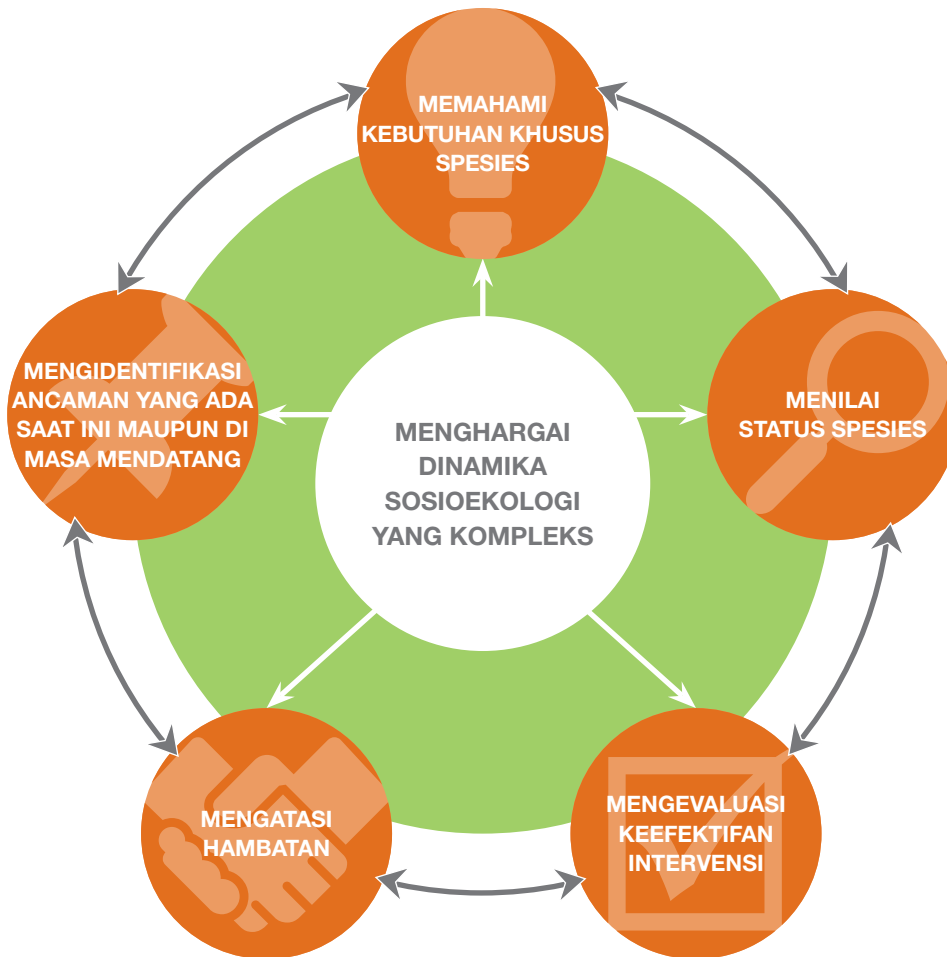 MEMAHAMI
KEBUTUHAN KHUSUS
SPESIES
MENGIDENTIFIKASI
ANCAMAN YANG ADA
SAAT INI MAUPUN DI
MASA MENDATANG
MENGHARGAI
DINAMIKA
SOSIOEKOLOGI
YANG KOMPLEKS
MENILAI
STATUS SPESIES
MENGATASI
HAMBATAN
MENGEVALUASI
KEEFEKTIFAN
INTERVENSI